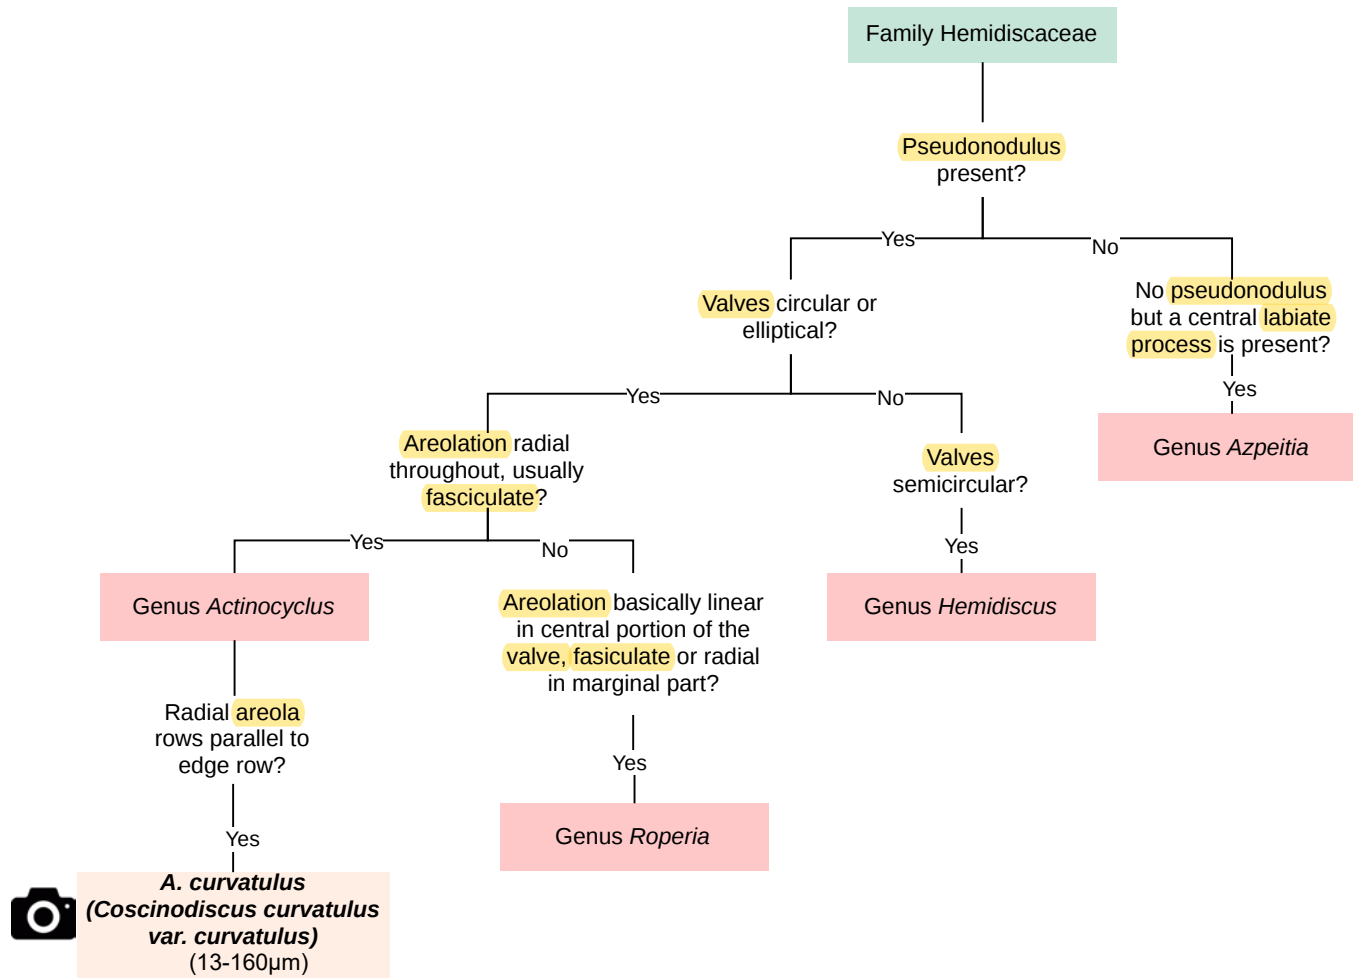 Family Hemidiscaceae
Pseudonodulus
present?
Yes
No
Valves circular or
elliptical?
No pseudonodulus
but a central labiate
process is present?
Yes
No
Yes
Genus Azpeitia
Areolation radial
throughout, usually
fasciculate?
Valves
semicircular?
Yes
No
Yes
Genus Actinocyclus
Areolation basically linear
in central portion of the
valve, fasiculate or radial
in marginal part?
Genus Hemidiscus
Radial areola
rows parallel to
edge row?
Yes
Yes
Genus Roperia
A. curvatulus
(Coscinodiscus curvatulus
var. curvatulus)
(13-160µm)